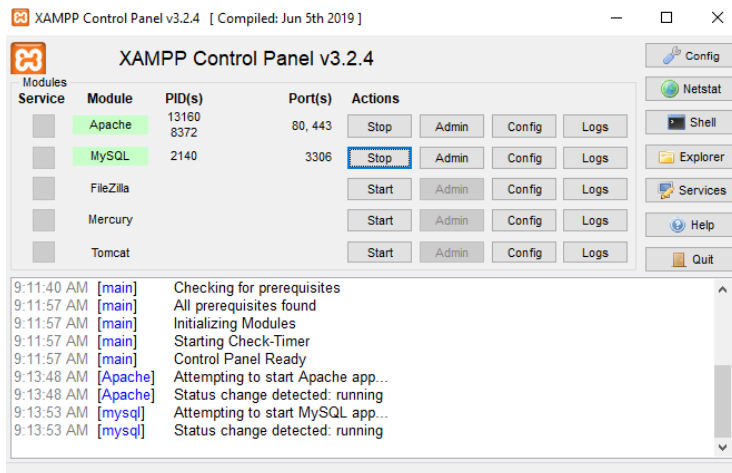 XAMPP Control Panel v3.2.4 [ Compiled: Jun 5th 2019 ]
XAMPP Control Panel v3.2.4
Config
Modules
Service Module PID(s) Port(s) Actions
Netstat
Apache 13160 8372 80, 443 Stop Admin Config Logs
Shell
MySQL 2140 3306 Stop Admin Config Logs
Explorer
FileZilla Start Admin Config Logs
Services
Mercury Start Admin Config Logs
Help
Tomcat Start Admin Config Logs
Quit
9:11:40 AM [main] Checking for prerequisites
9:11:57 AM [main] All prerequisites found
9:11:57 AM [main] Initializing Modules
9:11:57 AM [main] Starting Check-Timer
9:11:57 AM [main] Control Panel Ready
9:13:48 AM [Apache] Attempting to start Apache app...
9:13:48 AM [Apache] Status change detected: running
9:13:53 AM [mysql] Attempting to start MySQL app...
9:13:53 AM [mysql] Status change detected: running